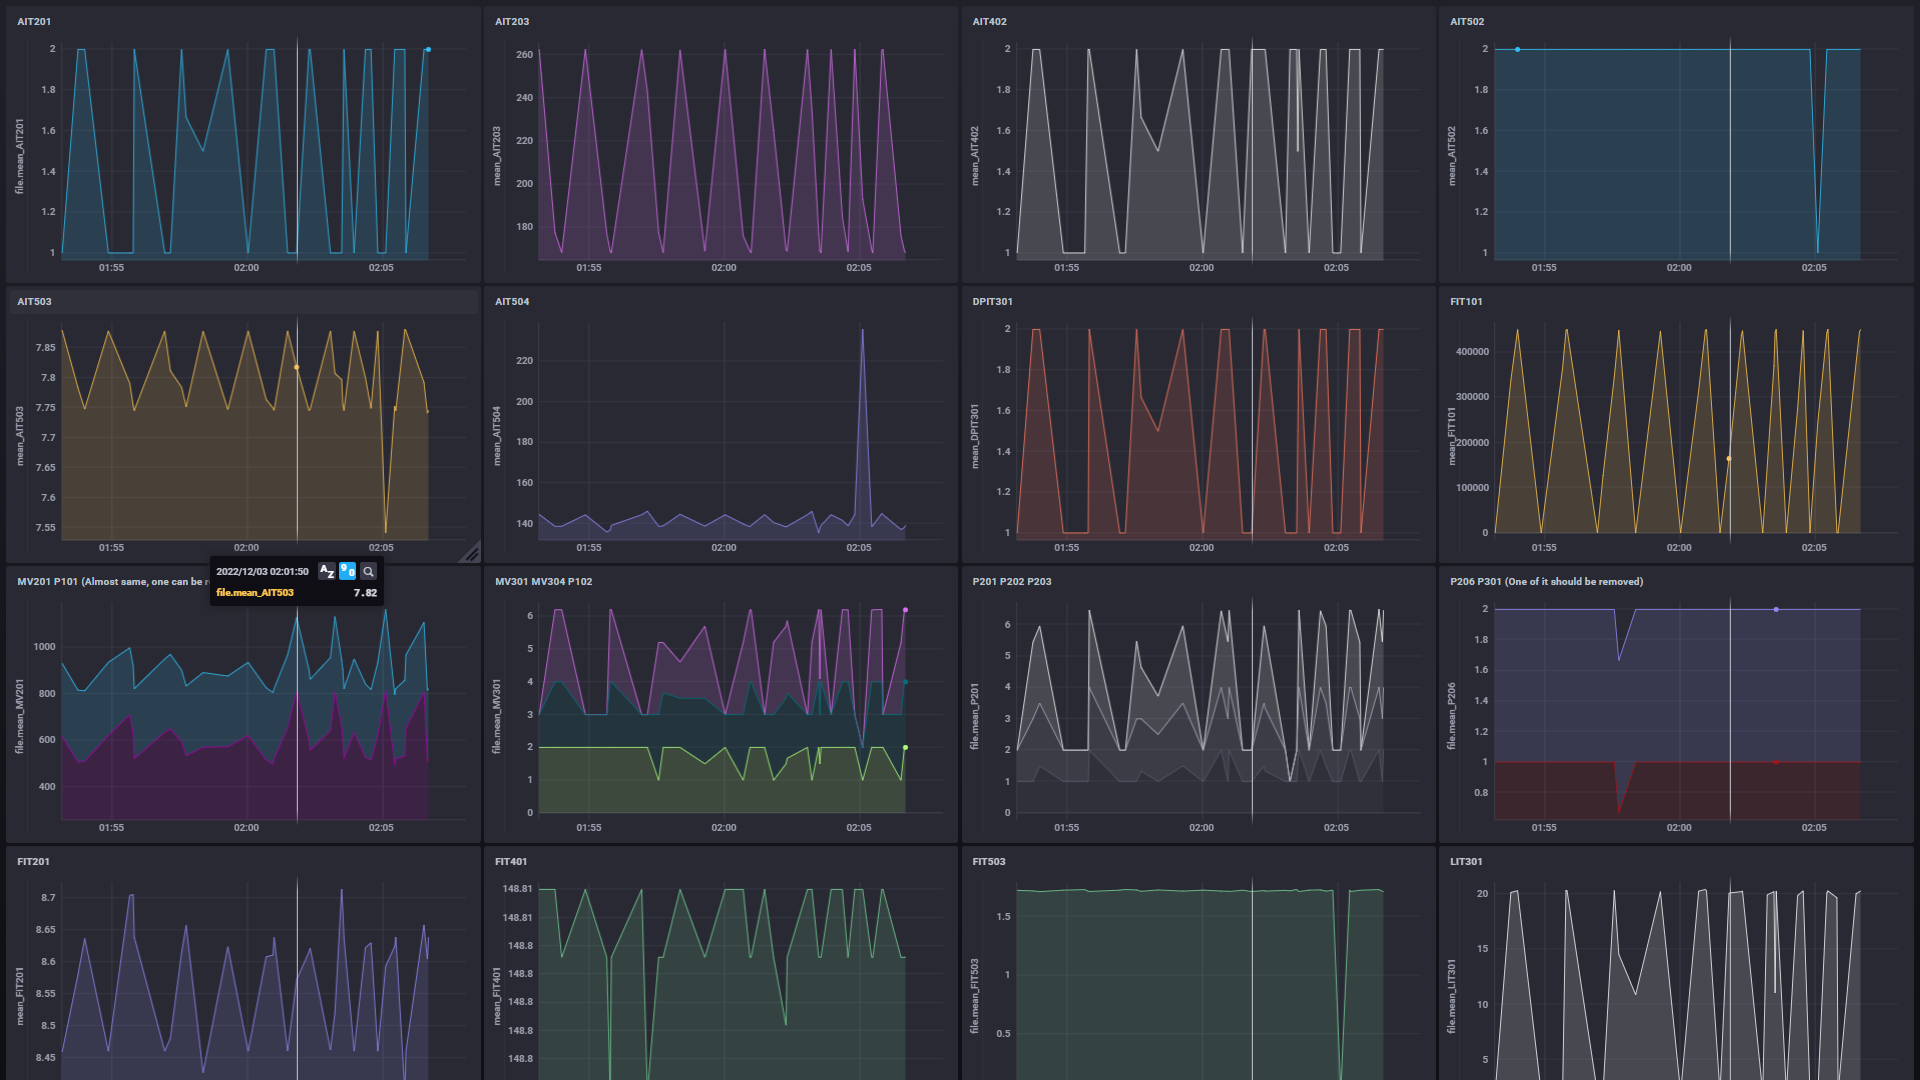 AIT201
file.mean_AIT201
2
1.8
1.6
1.4
1.2
1
01:55 02:00 02:05
AIT203
mean_AIT203
260
240
220
200
180
01:55 02:00 02:05
AIT402
mean_AIT402
2
1.8
1.6
1.4
1.2
1
01:55 02:00 02:05
AIT502
mean_AIT502
2
1.8
1.6
1.4
1.2
1
01:55 02:00 02:05
AIT503
mean_AIT503
7.85
7.8
7.75
7.7
7.65
7.6
7.55
01:55 02:00 02:05
AIT504
mean_AIT504
220
200
180
160
140
01:55 02:00 02:05
DPIT301
mean_DPIT301
2
1.8
1.6
1.4
1.2
1
01:55 02:00 02:05
FIT101
mean_FIT101
400000
300000
200000
100000
0
01:55 02:00 02:05
2022/12/03 02:01:50 AZ 90
file.mean_AIT503 7.82
MV201 P101 (Almost same, one can be r
file.mean_MV201
1000
800
600
400
01:55 02:00 02:05
MV301 MV304 P102
file.mean_MV301
6
5
4
3
2
1
0
01:55 02:00 02:05
P201 P202 P203
file.mean_P201
6
5
4
3
2
1
0
01:55 02:00 02:05
P206 P301 (One of it should be removed)
file.mean_P206
2
1.8
1.6
1.4
1.2
1
0.8
01:55 02:00 02:05
FIT201
mean_FIT201
8.7
8.65
8.6
8.55
8.5
8.45
FIT401
mean_FIT401
148.81
148.81
148.8
148.8
148.8
148.8
148.8
FIT503
file.mean_FIT503
1.5
1
0.5
LIT301
file.mean_LIT301
20
15
10
5